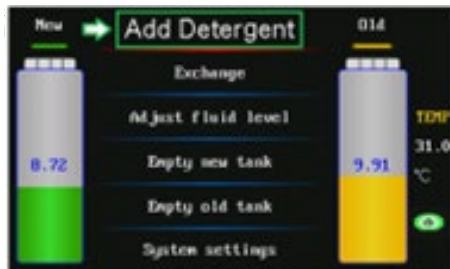 New
Add Detergent
Old
Exchange
Adjust fluid level
TEMP
31.0
℃
8.72
Empty new tank
9.91
Empty old tank
System settings